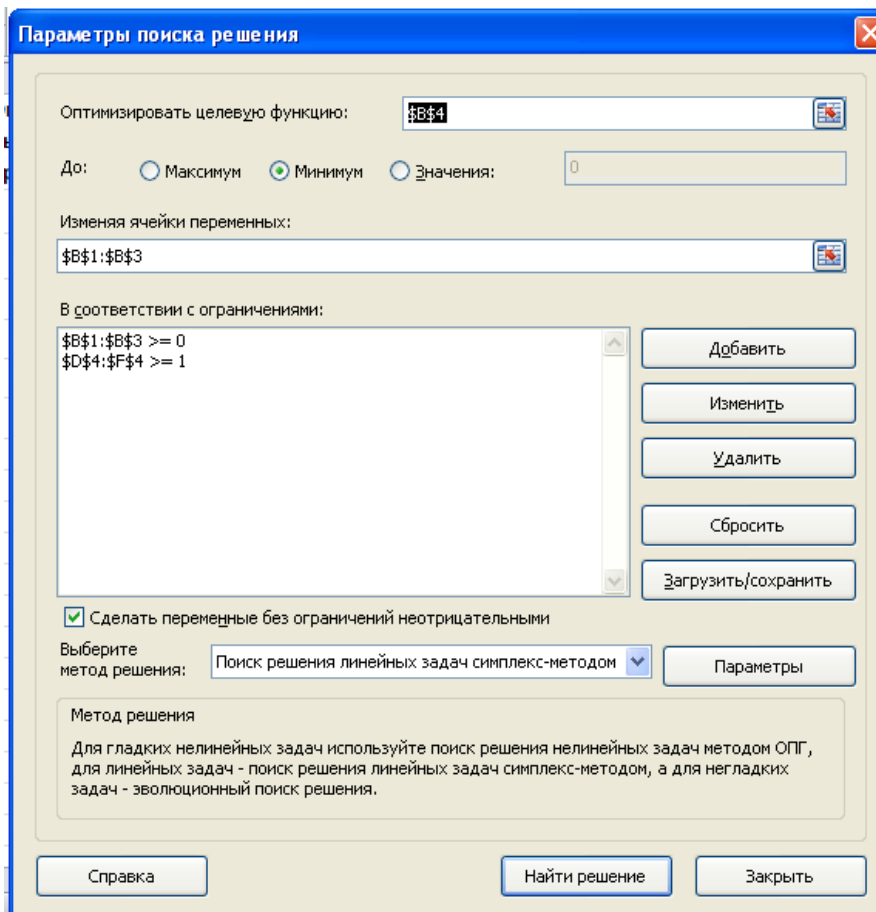 Параметры поиска решения
Оптимизировать целевую функцию: $B$4
До: Максимум Минимум Значения: 0
Изменяя ячейки переменных:
$B$1:$B$3
В соответствии с ограничениями:
$B$1:$B$3 >= 0
$D$4:$F$4 >= 1
Добавить
Изменить
Удалить
Сбросить
Загрузить/сохранить
Сделать переменные без ограничений неотрицательными
Выберите
метод решения: Поиск решения линейных задач симплекс-методом Параметры
Метод решения
Для гладких нелинейных задач используйте поиск решения нелинейных задач методом ОПГ,
для линейных задач - поиск решения линейных задач симплекс-методом, а для негладких
задач - эволюционный поиск решения.
Справка Найти решение Закрыть